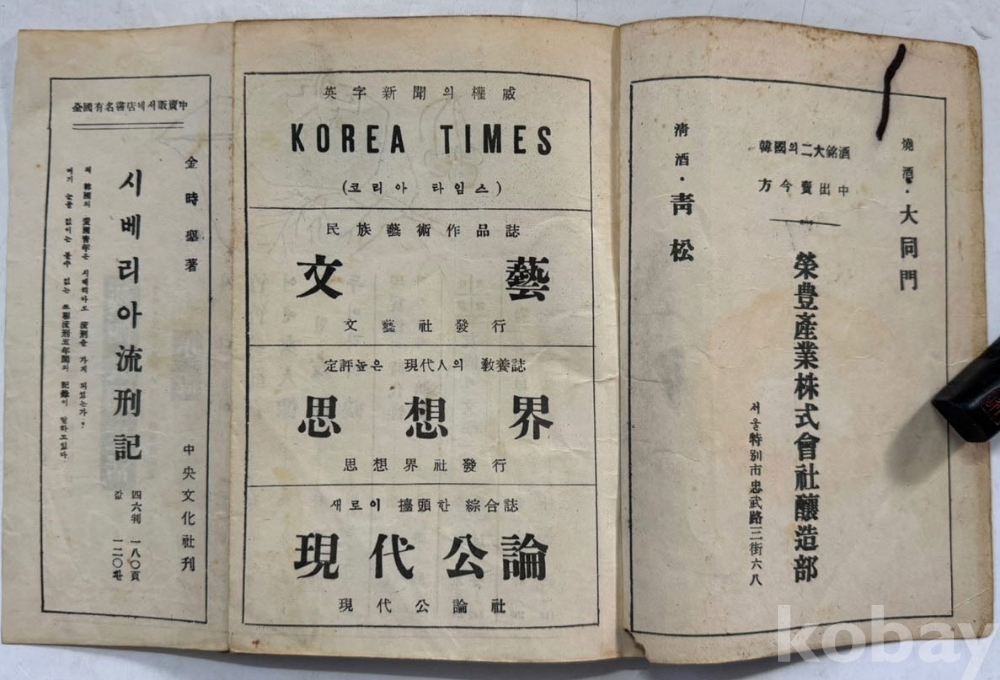 全國有名書店에서販賣中
金時▒著
시베리아流刑記
中央文化社刊
四六判 一八○頁
값 一二○환
英字新聞의權威
KOREA TIMES
(코리아 타임스)
民族藝術作品誌
文藝
文藝社發行
定評높은 現代人의 敎養誌
思想界
思想界社發行
새로이 擡頭한 綜合誌
現代公論
現代公論社
燒酒·大同門
韓國의二大銘酒
方今賣出中
淸酒·靑松
榮豊產業株式會社釀造部
서울特別市忠武路三街六八
kobay